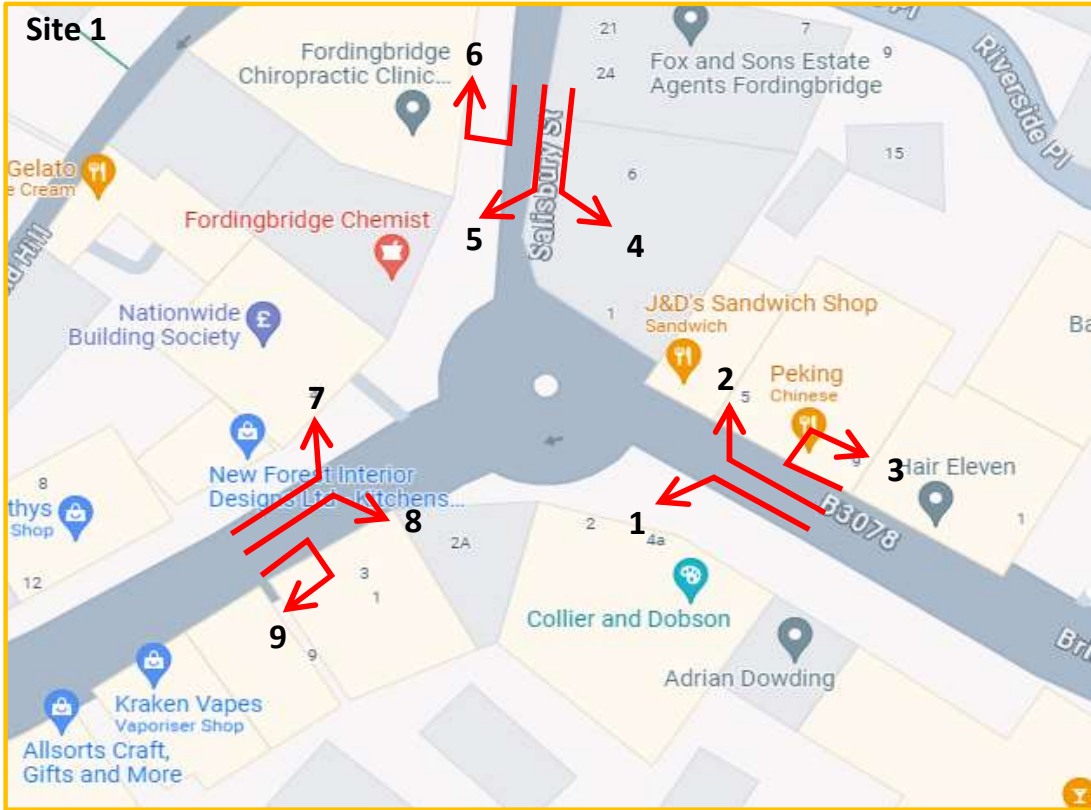 Site 1
Fordingbridge
Chiropractic Clinic...
6
21
24
Fox and Sons Estate
Agents Fordingbridge
7
9
Riverside Pl
15
Gelato
e Cream
Fordingbridge Chemist
Salisbury St
5
4
6
Nationwide
Building Society
1
J&D's Sandwich Shop
Sandwich
Ba
2
5
Peking
Chinese
7
New Forest Interior
Designs Ltd - Kitchens...
9
3
Hair Eleven
8
thys
Shop
8
1
2
4a
B3078
1
2A
12
3
1
Collier and Dobson
9
9
Adrian Dowding
Bri
Kraken Vapes
Vaporiser Shop
Allsorts Craft,
Gifts and More